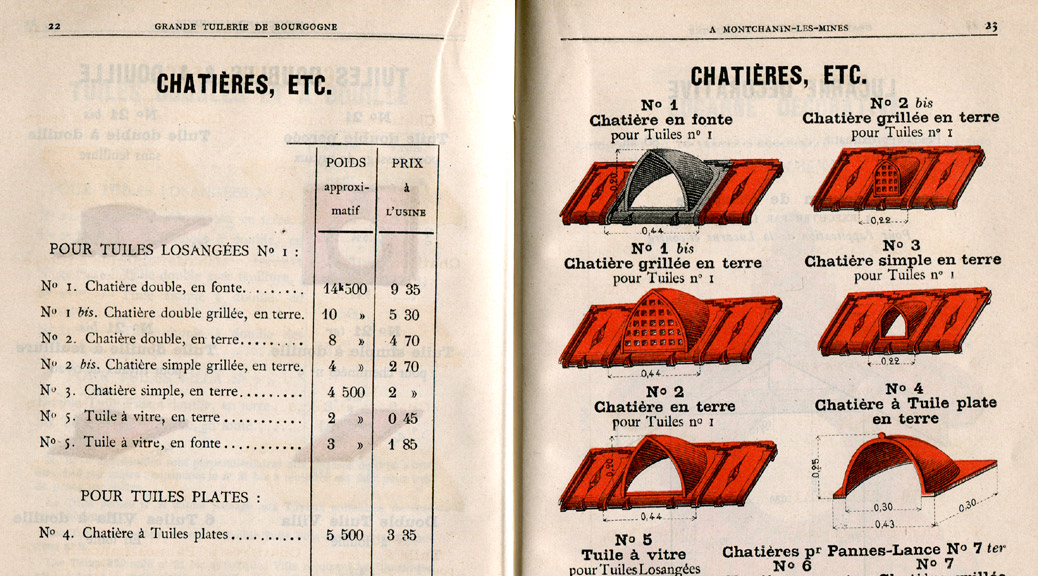 22 GRANDE TUILERIE DE BOURGOGNE
CHATIÈRES, ETC.
POIDS approxi- matif
PRIX à L'USINE
POUR TUILES LOSANGÉES Nº 1 :
Nº 1. Chatière double, en fonte........ 14k300 9 35
Nº 1 bis. Chatière double grillée, en terre. 10 » 5 30
Nº 2. Chatière double, en terre........ 8 » 4 70
Nº 2 bis. Chatière simple grillée, en terre. 4 » 2 70
Nº 3. Chatière simple, en terre......... 4 500 2 »
Nº 5. Tuile à vitre, en terre........... 2 » 0 45
Nº 5. Tuile à vitre, en fonte........... 3 » 1 85
POUR TUILES PLATES :
Nº 4. Chatière à Tuiles plates.......... 5 500 3 35
A MONTCHANIN-LES-MINES 23
CHATIÈRES, ETC.
Nº 1
Chatière en fonte
pour Tuiles nº 1
0,20
0,44
Nº 2 bis
Chatière grillée en terre
pour Tuiles nº 1
0,22
Nº 1 bis
Chatière grillée en terre
pour Tuiles nº 1
0,44
Nº 3
Chatière simple en terre
pour Tuiles nº 1
0,22
Nº 2
Chatière en terre
pour Tuiles nº 1
0,20
0,44
Nº 4
Chatière à Tuile plate
en terre
0,25
0,30
0,43
0,30
Nº 5
Tuile à vitre
pour Tuiles Losangées
Chatières pr Pannes-Lance Nº 7 ter
Nº 6 Nº 7